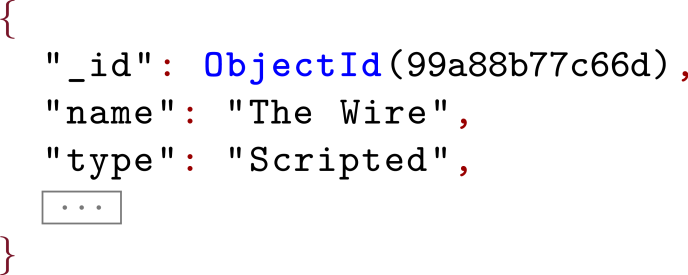 {
"_id": ObjectId(99a88b77c66d),
"name": "The Wire",
"type": "Scripted",
...
}